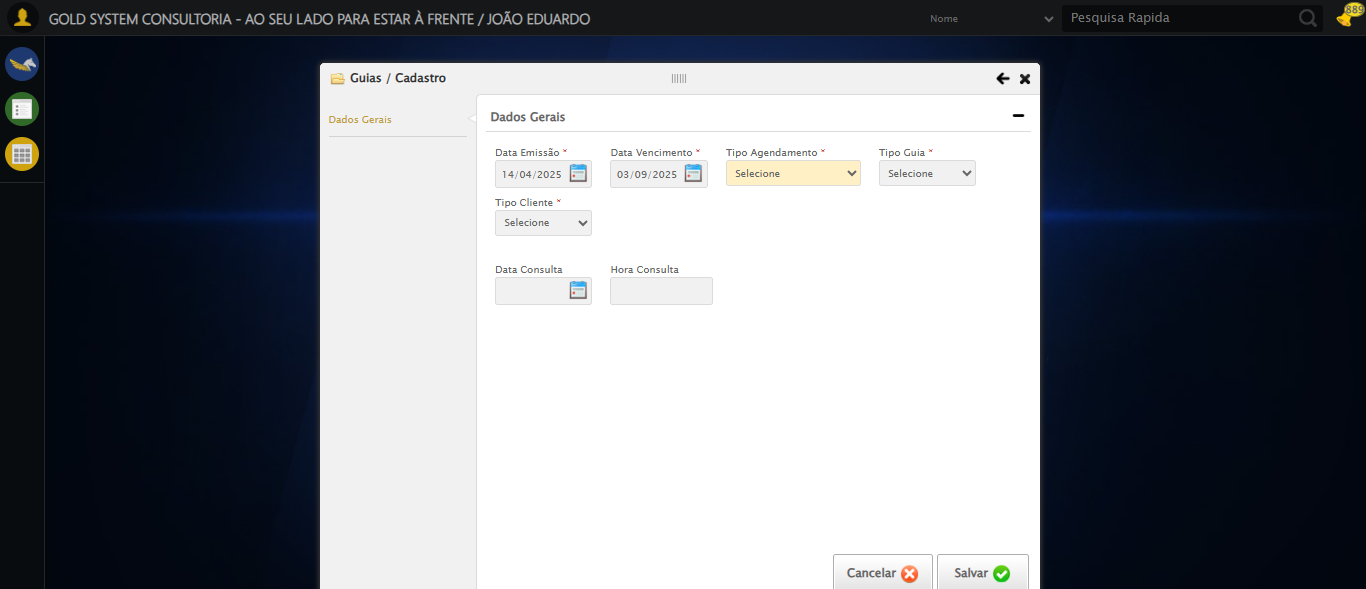 GOLD SYSTEM CONSULTORIA - AO SEU LADO PARA ESTAR À FRENTE / JOÃO EDUARDO
Nome
Pesquisa Rapida
889
Guias / Cadastro
Dados Gerais
Dados Gerais
Data Emissão * Data Vencimento * Tipo Agendamento * Tipo Guia *
14/04/2025 03/09/2025 Selecione Selecione
Tipo Cliente *
Selecione
Data Consulta Hora Consulta
Cancelar Salvar